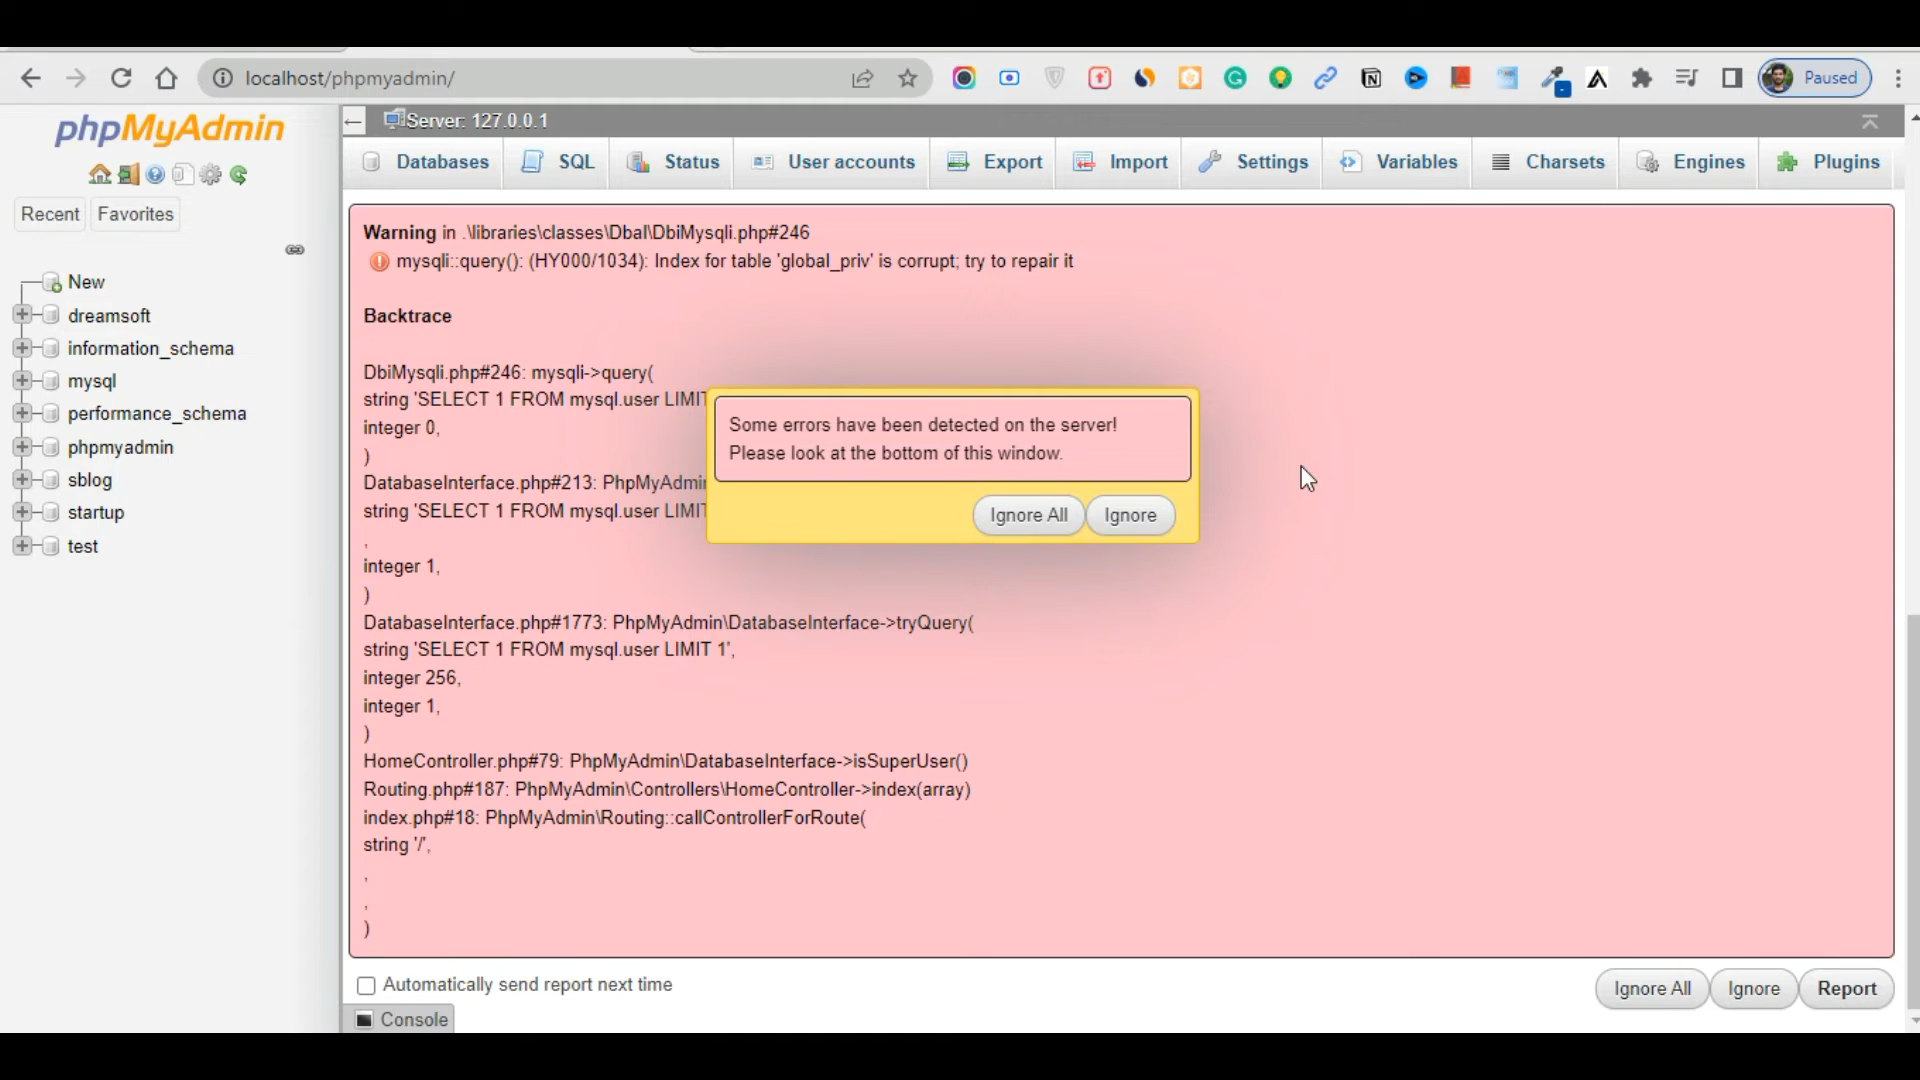 localhost/phpmyadmin/
Paused
phpMyAdmin
Recent
Favorites
New
dreamsoft
information_schema
mysql
performance_schema
phpmyadmin
sblog
startup
test
Server: 127.0.0.1
Databases
SQL
Status
User accounts
Export
Import
Settings
Variables
Charsets
Engines
Plugins
Warning in .\libraries\classes\Dbal\DbiMysqli.php#246
mysqli::query(): (HY000/1034): Index for table 'global_priv' is corrupt; try to repair it
Backtrace
DbiMysqli.php#246: mysqli->query(
string 'SELECT 1 FROM mysql.user LIMIT
integer 0,
)
DatabaseInterface.php#213: PhpMyAdmin
string 'SELECT 1 FROM mysql.user LIMIT
,
integer 1,
)
DatabaseInterface.php#1773: PhpMyAdmin\DatabaseInterface->tryQuery(
string 'SELECT 1 FROM mysql.user LIMIT 1',
integer 256,
integer 1,
)
HomeController.php#79: PhpMyAdmin\DatabaseInterface->isSuperUser()
Routing.php#187: PhpMyAdmin\Controllers\HomeController->index(array)
index.php#18: PhpMyAdmin\Routing::callControllerForRoute(
string '/',
,
,
)
Some errors have been detected on the server!
Please look at the bottom of this window.
Ignore All
Ignore
Automatically send report next time
Ignore All
Ignore
Report
Console